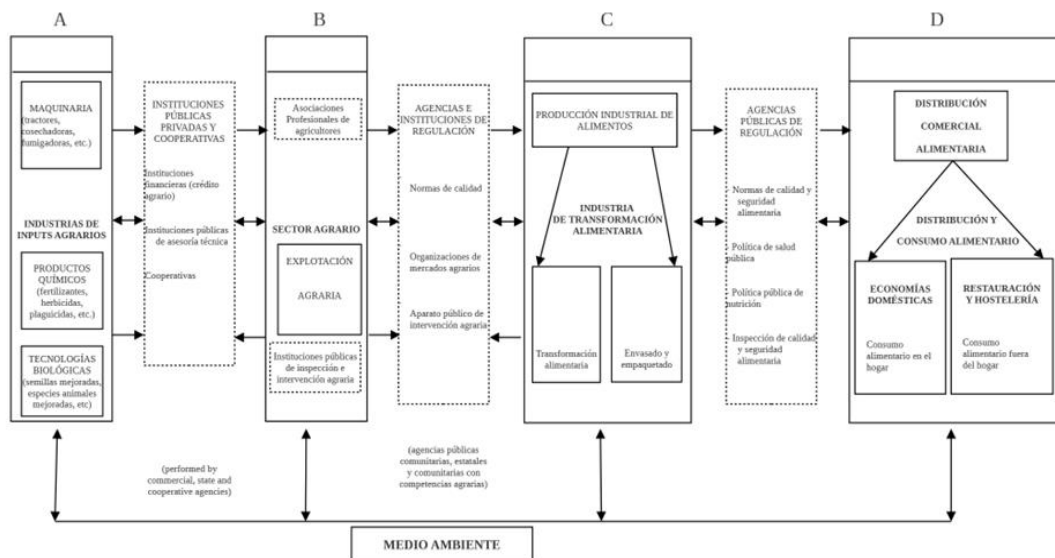 A
B
C
D
MAQUINARIA
(tractores,
cosechadoras,
fumigadoras, etc.)
INDUSTRIAS DE
INPUTS AGRARIOS
PRODUCTOS
QUÍMICOS
(fertilizantes,
herbicidas,
plaguicidas, etc.)
TECNOLOGÍAS
BIOLÓGICAS
(semillas mejoradas,
especies animales
mejoradas, etc)
INSTITUCIONES
PÚBLICAS
PRIVADAS Y
COOPERATIVAS
Instituciones
financieras (crédito
agrario)
Instituciones públicas
de asesoría técnica
Cooperativas
(performed by
commercial, state and
cooperative agencies)
Asociaciones
Profesionales de
agricultores
SECTOR AGRARIO
EXPLOTACIÓN
AGRARIA
Instituciones públicas
de inspección e
intervención agraria
AGENCIAS E
INSTITUCIONES DE
REGULACIÓN
Normas de calidad
Organizaciones de
mercados agrarios
Aparato público de
intervención agraria
(agencias públicas
comunitarias, estatales
y comunitarias con
competencias agrarias)
PRODUCCIÓN INDUSTRIAL DE
ALIMENTOS
INDUSTRIA
DE TRANSFORMACIÓN
ALIMENTARIA
Transformación
alimentaria
Envasado y
empaquetado
AGENCIAS
PÚBLICAS DE
REGULACIÓN
- Normas de calidad y
seguridad
alimentaria
- Política de salud
pública
- Política pública de
nutrición
- Inspección de calidad
y seguridad
alimentaria
DISTRIBUCIÓN
COMERCIAL
ALIMENTARIA
DISTRIBUCIÓN Y
CONSUMO ALIMENTARIO
ECONOMÍAS
DOMÉSTICAS
Consumo
alimentario en el
hogar
RESTAURACIÓN
Y HOSTELERÍA
Consumo
alimentario fuera
del hogar
MEDIO AMBIENTE